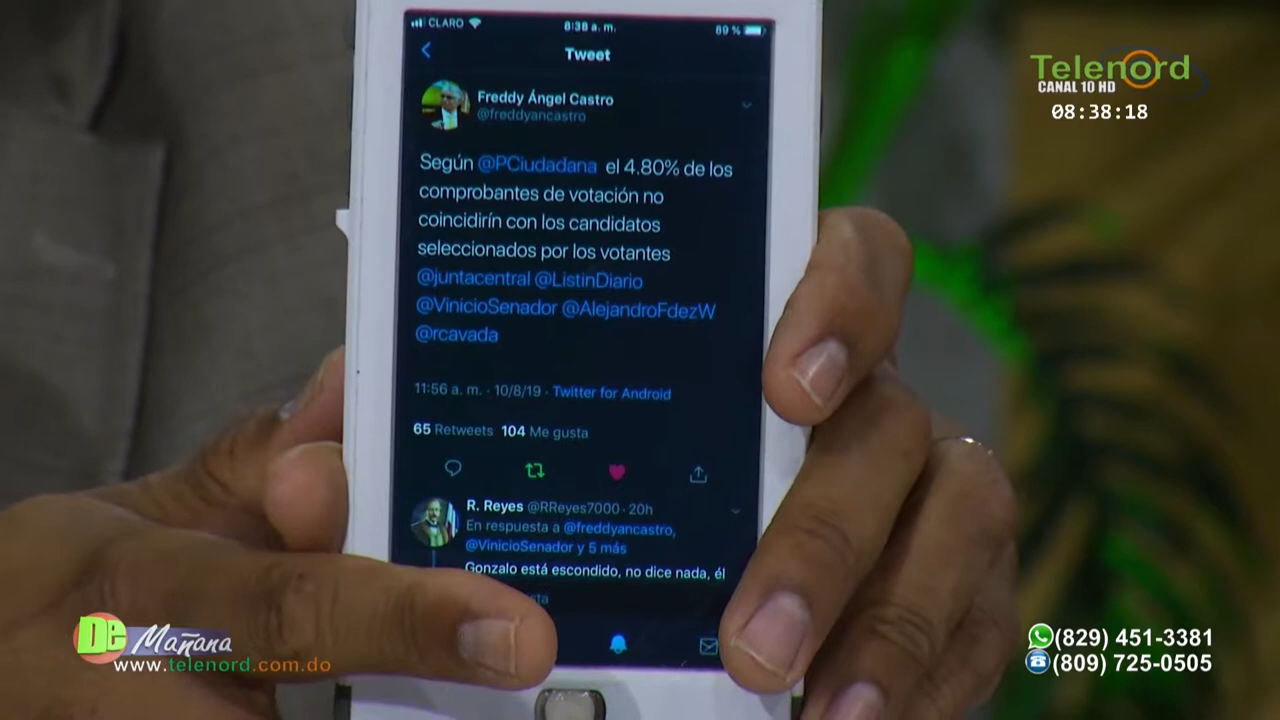 CLARO
8:38 a. m.
89 %
Tweet
Telenord
CANAL 10 HD
08:38:18
Freddy Ángel Castro
@freddyancastro
Según @PCiudadana el 4.80% de los
comprobantes de votación no
coincidirín con los candidatos
seleccionados por los votantes
@juntacentral @ListinDiario
@VinicioSenador @AlejandroFdezW
@rcavada
11:56 a. m. · 10/8/19 · Twitter for Android
65 Retweets 104 Me gusta
R. Reyes @RReyes7000 · 20h
En respuesta a @freddyancastro,
@VinicioSenador y 5 más
Gonzalo está escondido, no dice nada, él
De Mañana
www.telenord.com.do
(829) 451-3381
(809) 725-0505